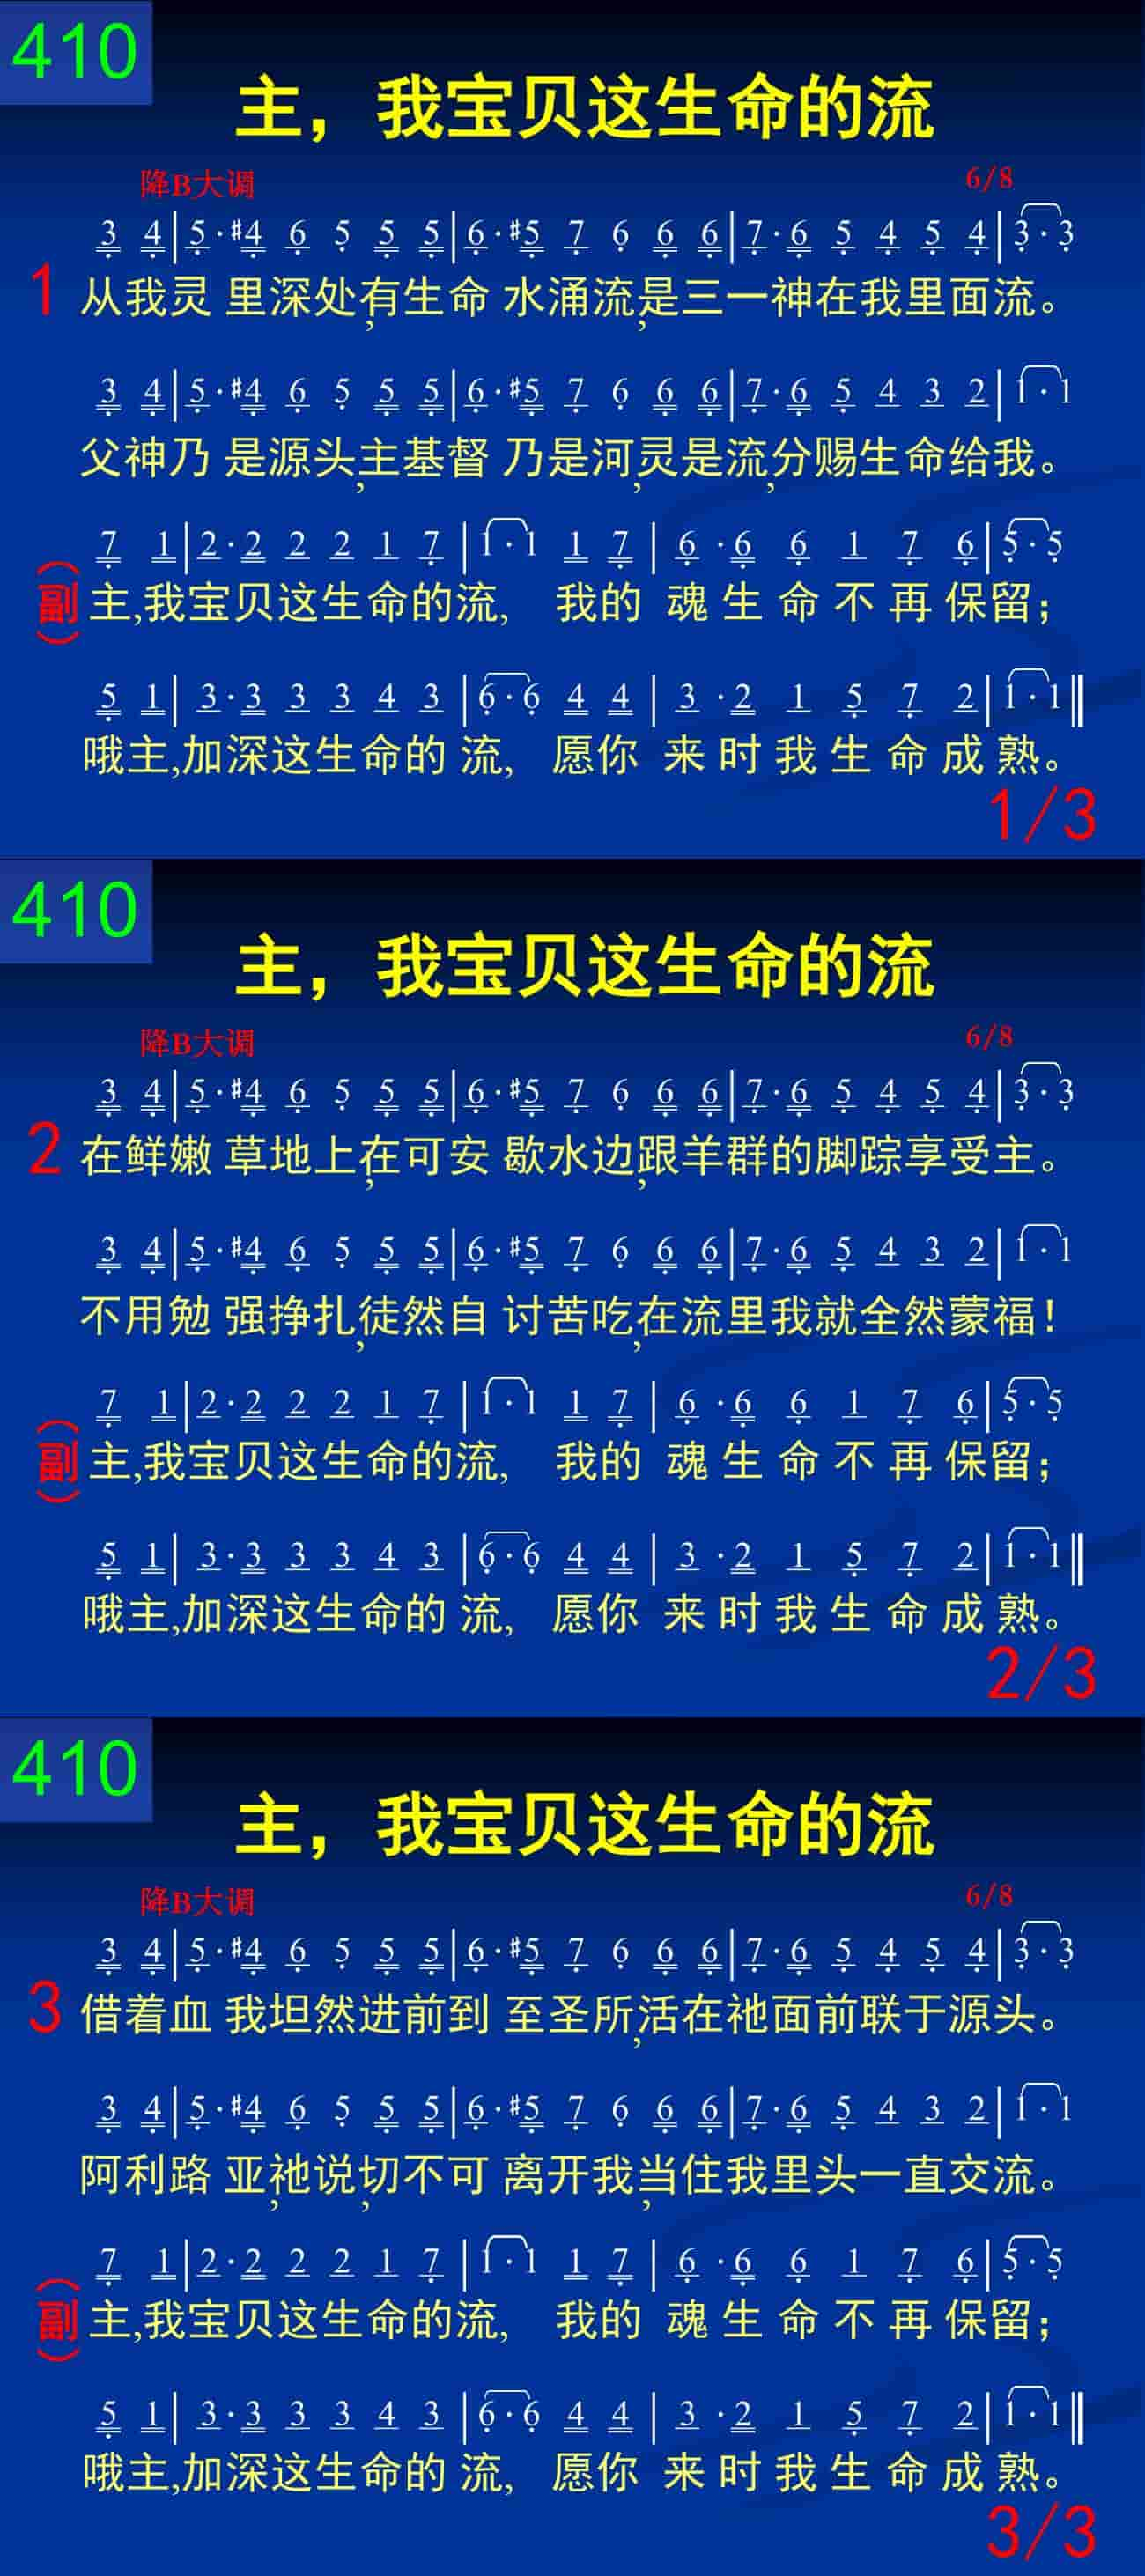 410
主，我宝贝这生命的流
降B大调 6/8
3 4|5·#4 6 5 5 5|6·#5 7 6 6 6|7·6 5 4 5 4|3·3
1 从我灵 里深处,有生命 水涌流,是三一神在我里面流。
3 4|5·#4 6 5 5 5|6·#5 7 6 6 6|7·6 5 4 3 2|1·1
父神乃 是源头,主基督 乃是河,灵是流,分赐生命给我。
7 1|2·2 2 2 1 7|1·1 1 7|6·6 6 1 7 6|5·5
(副) 主,我宝贝这生命的流, 我的 魂 生 命 不 再 保留；
5 1|3·3 3 3 4 3|6·6 4 4|3·2 1 5 7 2|1·1‖
哦主,加深这生命的 流, 愿你 来 时 我 生 命 成 熟。
1/3
410
主，我宝贝这生命的流
降B大调 6/8
3 4|5·#4 6 5 5 5|6·#5 7 6 6 6|7·6 5 4 5 4|3·3
2 在鲜嫩 草地上,在可安 歇水边,跟羊群的脚踪享受主。
3 4|5·#4 6 5 5 5|6·#5 7 6 6 6|7·6 5 4 3 2|1·1
不用勉 强挣扎,徒然自 讨苦吃,在流里我就全然蒙福！
7 1|2·2 2 2 1 7|1·1 1 7|6·6 6 1 7 6|5·5
(副) 主,我宝贝这生命的流, 我的 魂 生 命 不 再 保留；
5 1|3·3 3 3 4 3|6·6 4 4|3·2 1 5 7 2|1·1‖
哦主,加深这生命的 流, 愿你 来 时 我 生 命 成 熟。
2/3
410
主，我宝贝这生命的流
降B大调 6/8
3 4|5·#4 6 5 5 5|6·#5 7 6 6 6|7·6 5 4 5 4|3·3
3 借着血 我坦然进前到 至圣所,活在祂面前联于源头。
3 4|5·#4 6 5 5 5|6·#5 7 6 6 6|7·6 5 4 3 2|1·1
阿利路 亚,祂说,切不可 离开我,当住我里头一直交流。
7 1|2·2 2 2 1 7|1·1 1 7|6·6 6 1 7 6|5·5
(副) 主,我宝贝这生命的流, 我的 魂 生 命 不 再 保留；
5 1|3·3 3 3 4 3|6·6 4 4|3·2 1 5 7 2|1·1‖
哦主,加深这生命的 流, 愿你 来 时 我 生 命 成 熟。
3/3